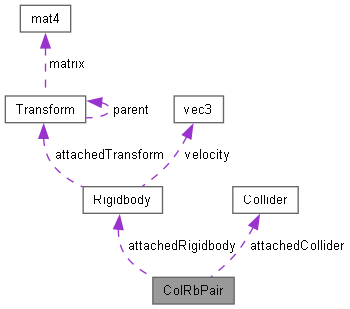 mat4
matrix
Transform
parent
vec3
attachedTransform
velocity
Rigidbody
Collider
attachedRigidbody
attachedCollider
ColRbPair